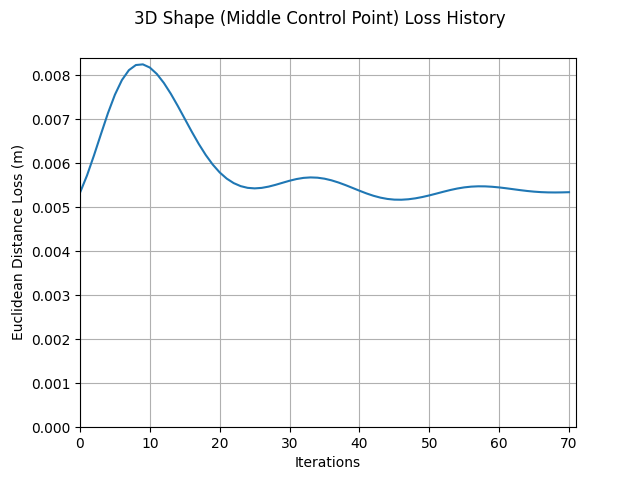 3D Shape (Middle Control Point) Loss History
Euclidean Distance Loss (m)
0.008
0.007
0.006
0.005
0.004
0.003
0.002
0.001
0.000
0 10 20 30 40 50 60 70
Iterations